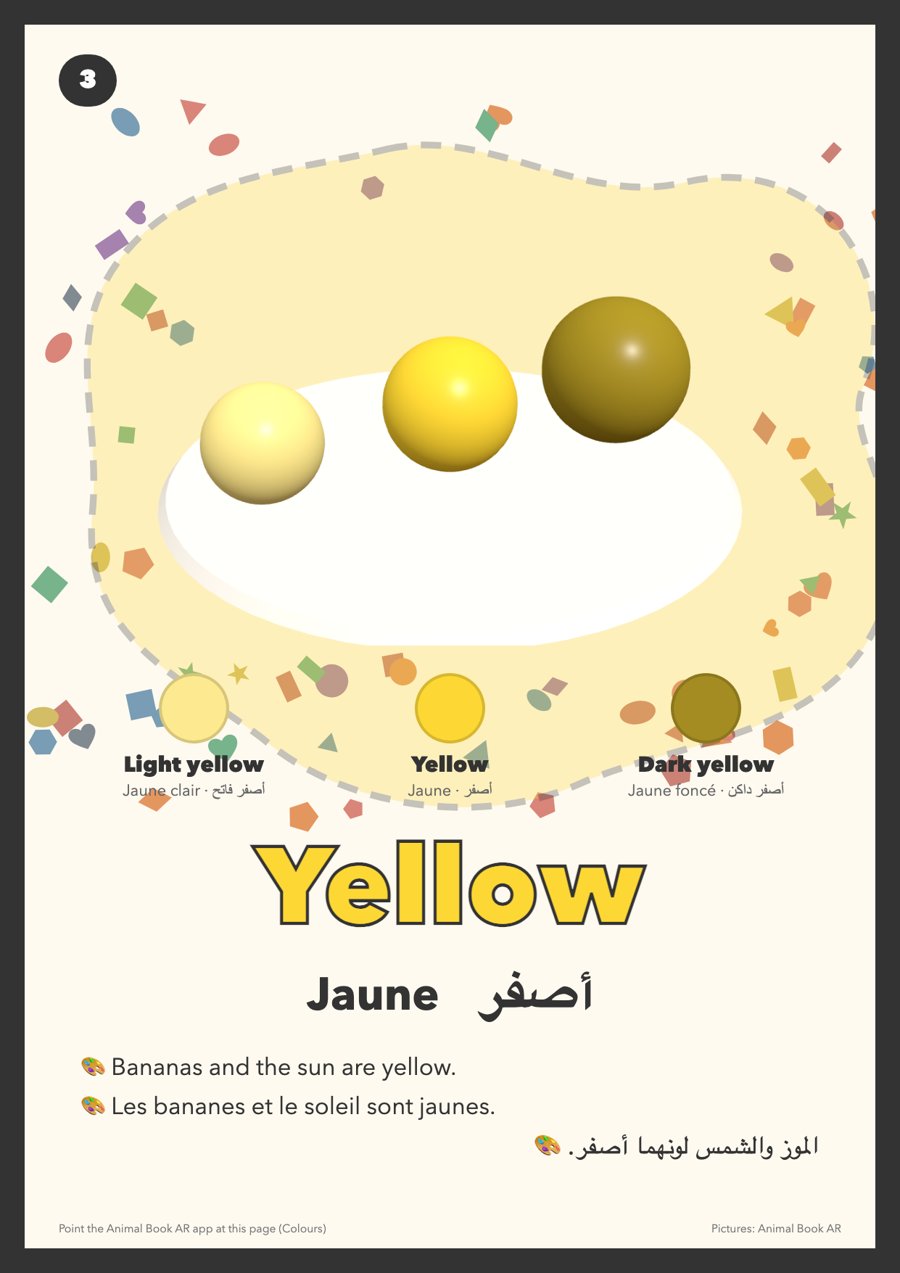 3
Light yellow
Jaune clair · أصفر فاتح
Yellow
Jaune · أصفر
Dark yellow
Jaune foncé · أصفر داكن
Yellow
Jaune أصفر
Bananas and the sun are yellow.
Les bananes et le soleil sont jaunes.
الموز والشمس لونهما أصفر.
Point the Animal Book AR app at this page (Colours)
Pictures: Animal Book AR